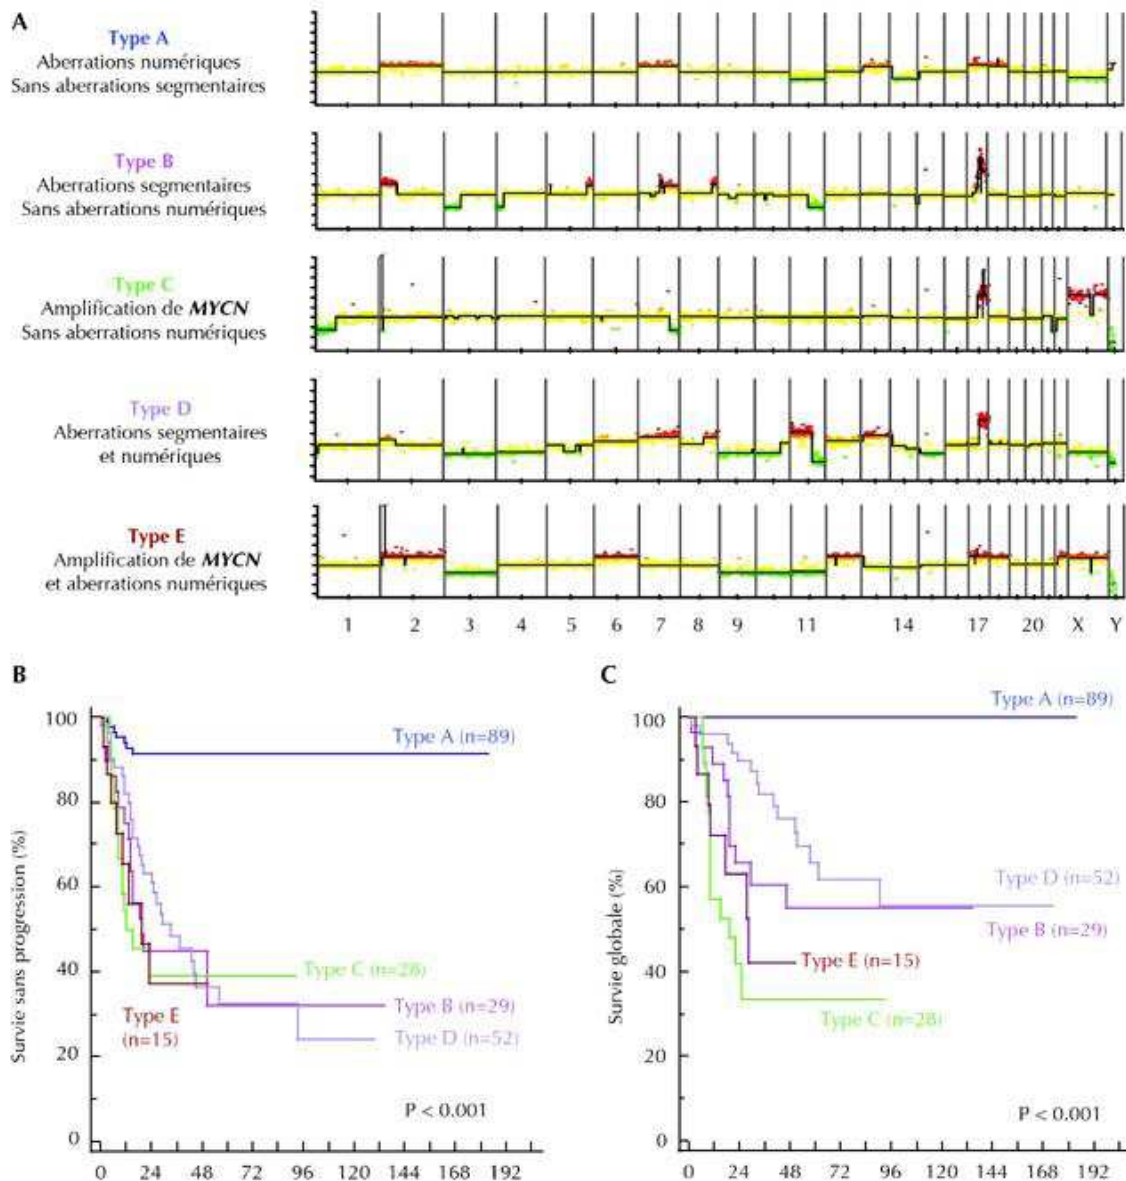 A
Type A
Aberrations numériques
Sans aberrations segmentaires
Type B
Aberrations segmentaires
Sans aberrations numériques
Type C
Amplification de MYCN
Sans aberrations numériques
Type D
Aberrations segmentaires
et numériques
Type E
Amplification de MYCN
et aberrations numériques
1 2 3 4 5 6 7 8 9 11 14 17 20 X Y
B
Survie sans progression (%)
100
80
60
40
20
0
Type A (n=89)
Type C (n=28)
Type E
(n=15)
Type B (n=29)
Type D (n=52)
P < 0.001
0 24 48 72 96 120 144 168 192
C
Survie globale (%)
100
80
60
40
20
0
Type A (n=89)
Type D (n=52)
Type B (n=29)
Type E (n=15)
Type C (n=28)
P < 0.001
0 24 48 72 96 120 144 168 192